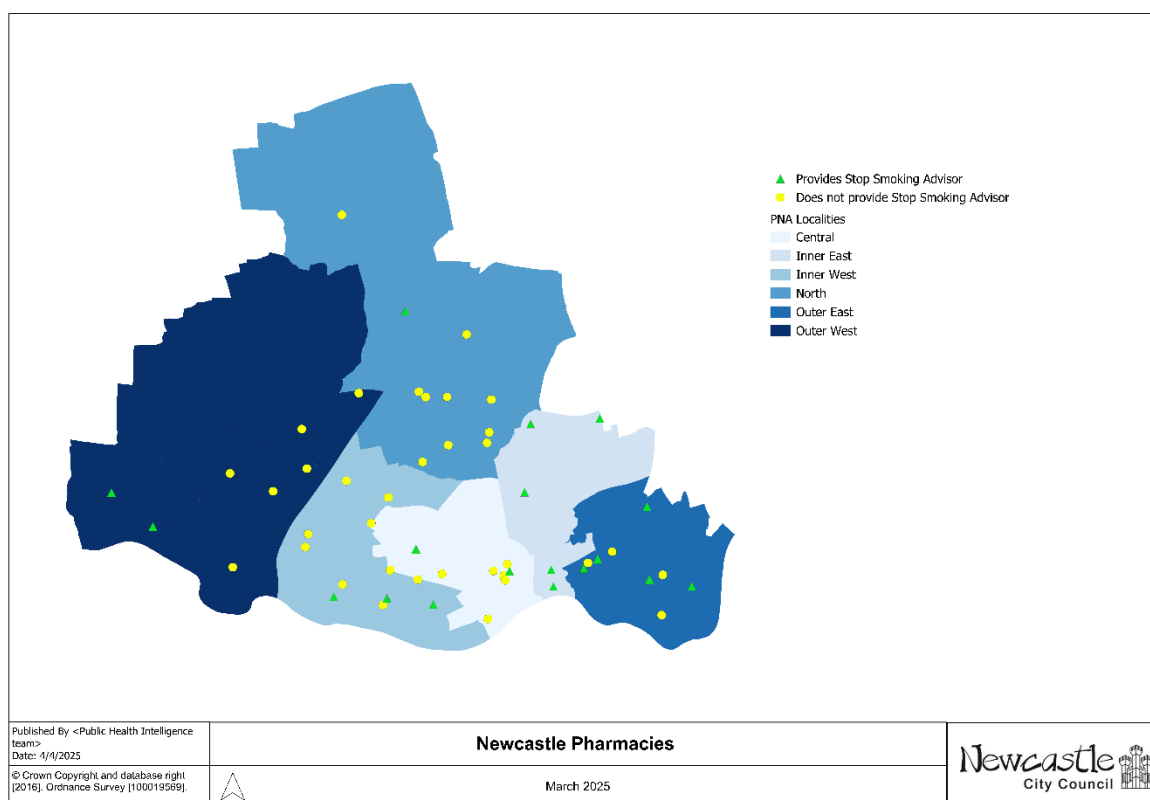 Provides Stop Smoking Advisor
Does not provide Stop Smoking Advisor
PNA Localities
Central
Inner East
Inner West
North
Outer East
Outer West
Published By <Public Health Intelligence
team>
Date: 4/4/2025
© Crown Copyright and database right
[2016]. Ordnance Survey [100019569].
Newcastle Pharmacies
March 2025
Newcastle
City Council